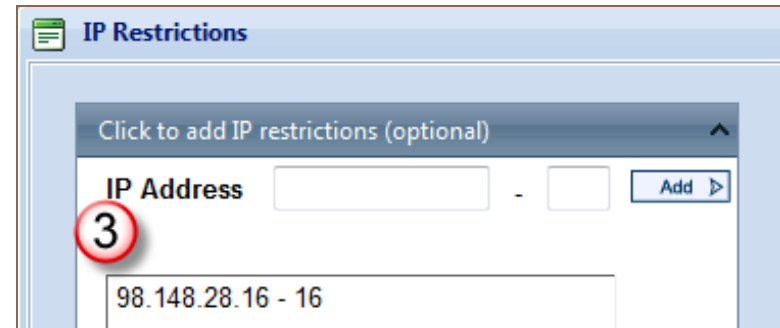 IP Restrictions
Click to add IP restrictions (optional)
IP Address - Add
3
98.148.28.16 - 16